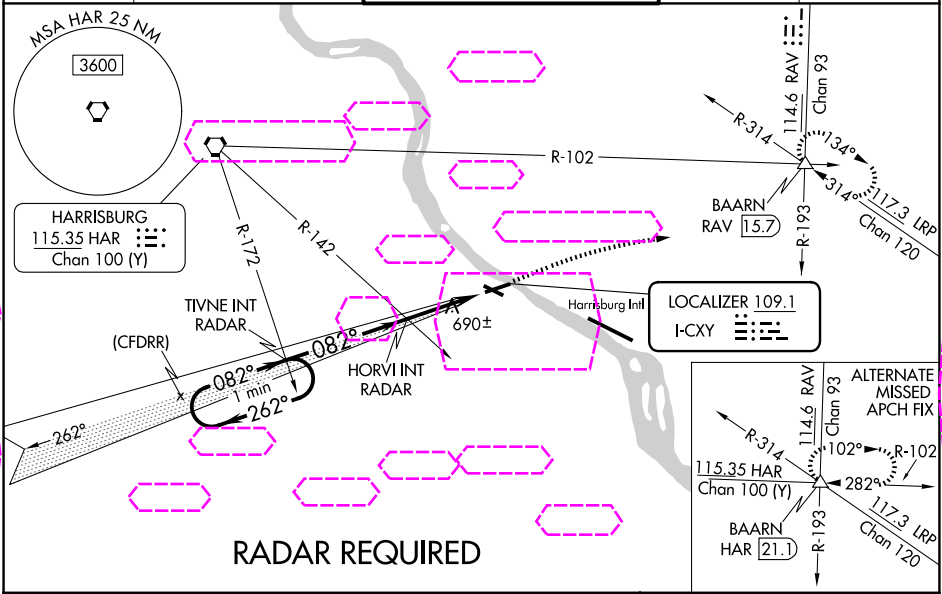 MSA HAR 25 NM
3600
HARRISBURG
115.35 HAR
Chan 100 (Y)
R-102
R-142
R-172
114.6 RAV
Chan 93
R-314
134°
314°
117.3 LRP
Chan 120
R-193
BAARN
RAV 15.7
TIVNE INT
RADAR
(CFDRR)
082°
082°
1 min
262°
262°
HORVI INT
RADAR
690±
Harrisburg Intl
LOCALIZER 109.1
I-CXY
RADAR REQUIRED
ALTERNATE
MISSED
APCH FIX
114.6 RAV
Chan 93
R-314
102°
R-102
282°
115.35 HAR
Chan 100 (Y)
117.3 LRP
Chan 120
R-193
BAARN
HAR 21.1